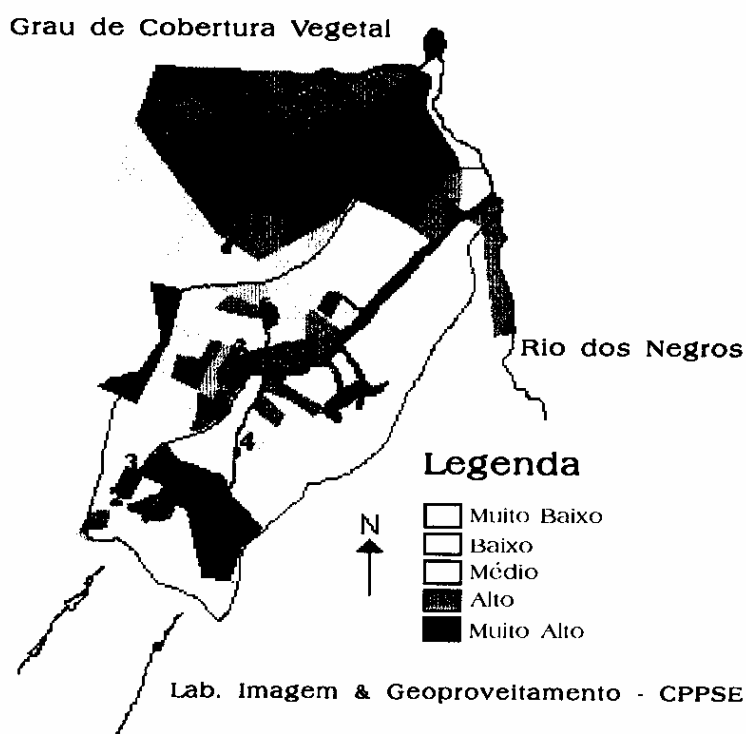 Grau de Cobertura Vegetal
Rio dos Negros
3
4
Legenda
N
Muito Baixo
Baixo
Médio
Alto
Muito Alto
Lab. Imagem & Geoproveitamento - CPPSE